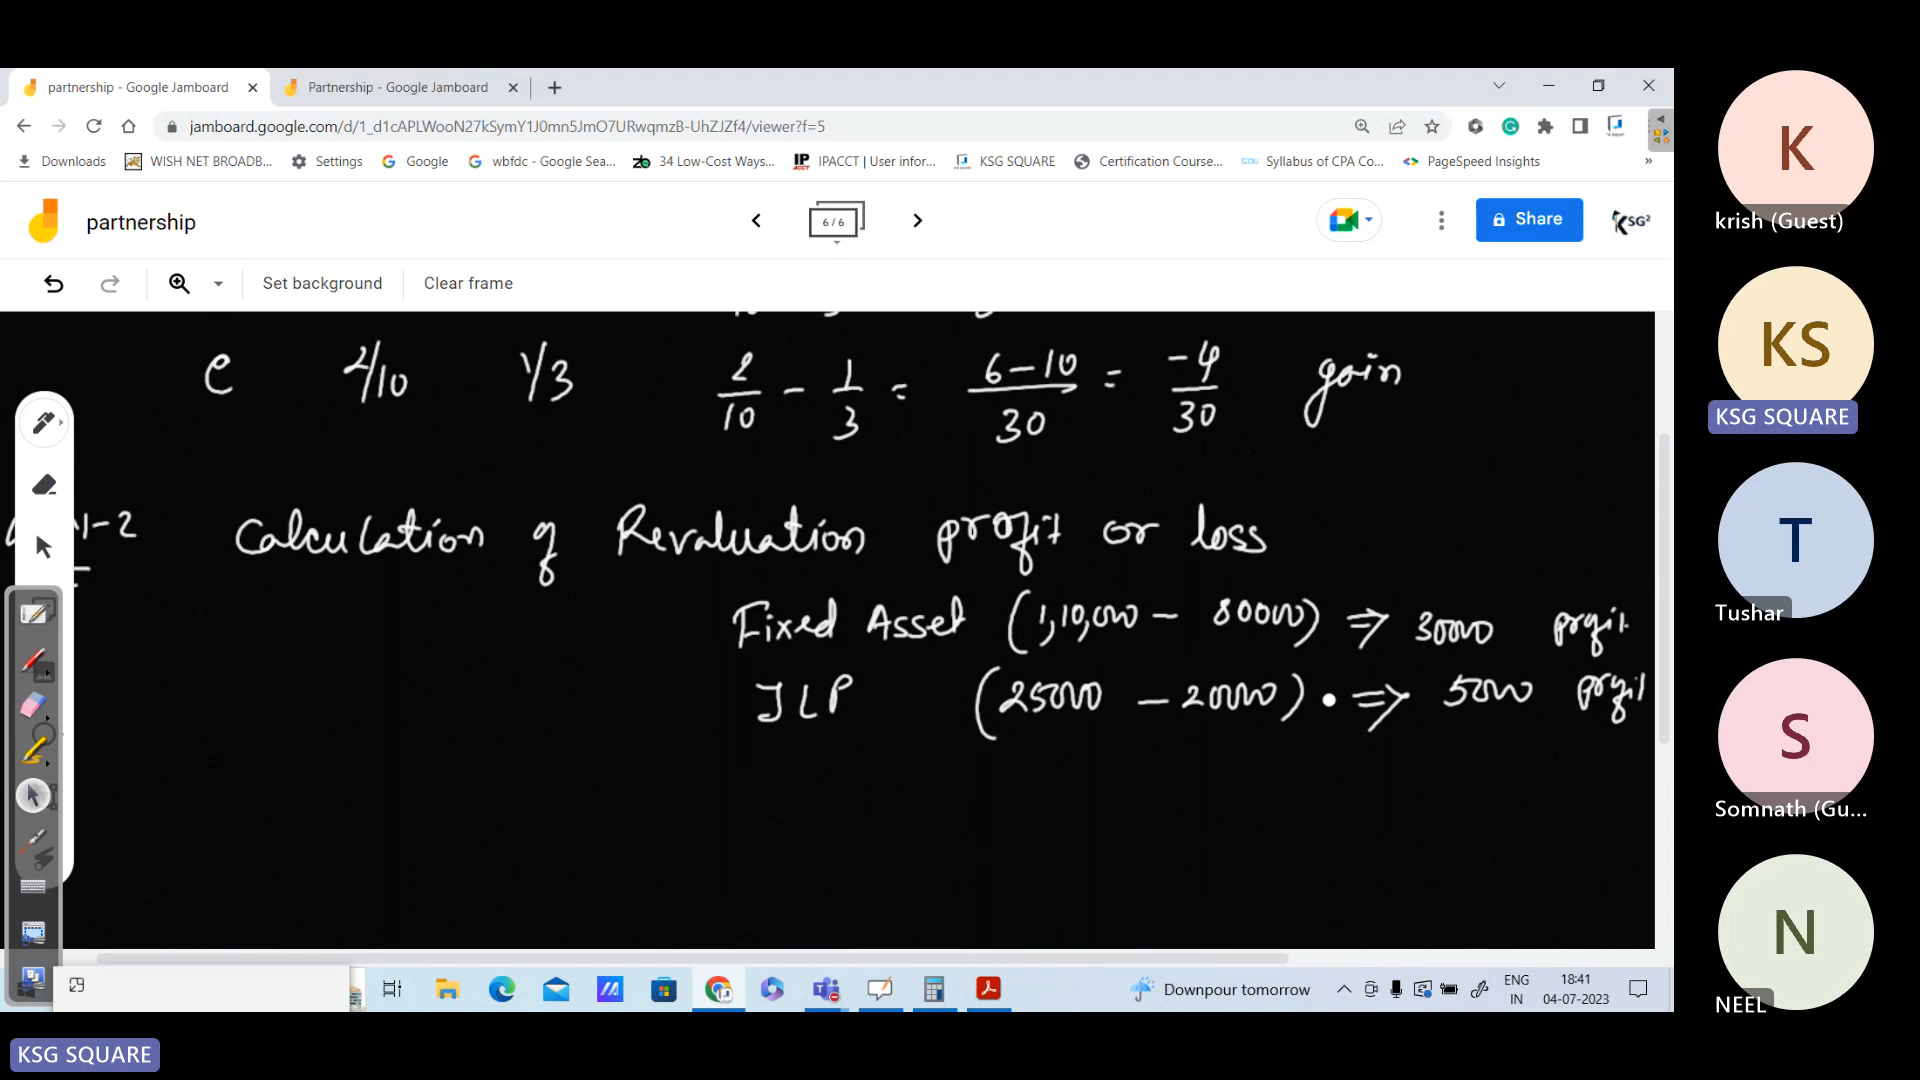 partnership - Google Jamboard
Partnership - Google Jamboard
jamboard.google.com/d/1_d1cAPLWooN27kSymY1J0mn5JmO7URwqmzB-UhZJZf4/viewer?f=5
Downloads WISH NET BROADB... Settings Google wbfdc - Google Sea... 34 Low-Cost Ways... IPACCT | User infor... KSG SQUARE Certification Course... Syllabus of CPA Co... PageSpeed Insights »
partnership 6 / 6 Share KSG²
Set background Clear frame
C 2/10 1/3 2/10 - 1/3 = 6-10/30 = -4/30 gain
-2 Calculation of Revaluation profit or loss
Fixed Asset (1,10,000 - 80000) ⇒ 30000 profit
JLP (25000 - 20000) • ⇒ 5000 profit
Downpour tomorrow ENG IN 18:41 04-07-2023
K
krish (Guest)
KS
KSG SQUARE
T
Tushar
S
Somnath (Gu...
N
NEEL
KSG SQUARE